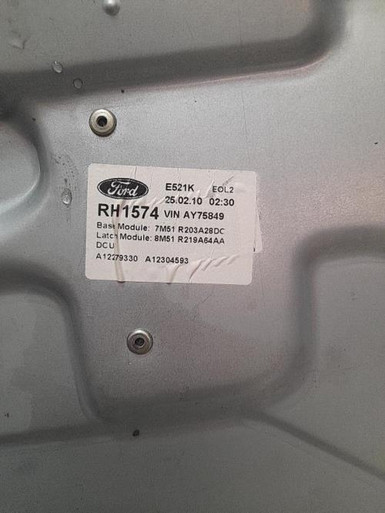 Ford E521K EOL2
25.02.10 02:30
RH1574 VIN AY75849
Base Module: 7M51 R203A28DC
Latch Module: 8M51 R219A64AA
DCU
A12279330 A12304593